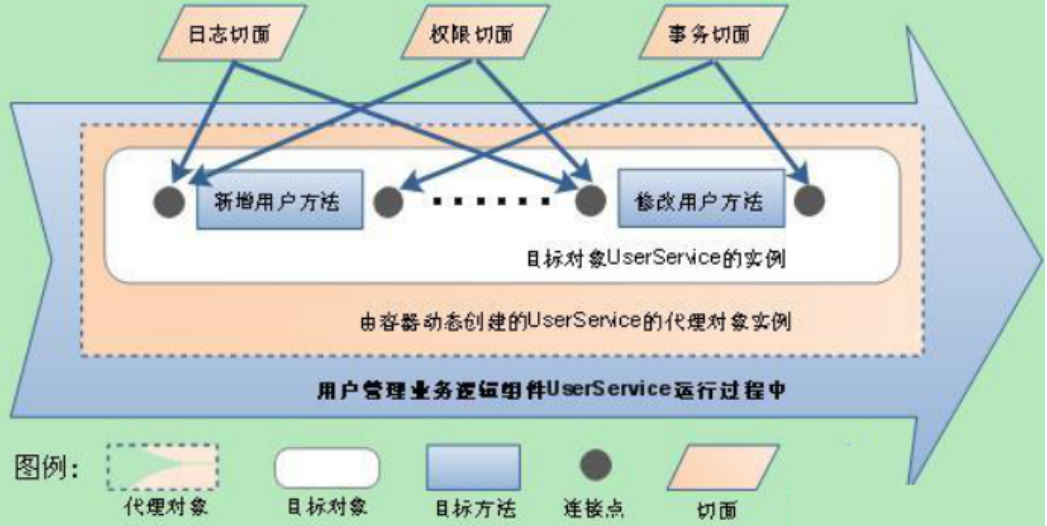 日志切面 权限切面 事务切面
新增用户方法 修改用户方法
目标对象UserService的实例
由容器动态创建的UserService的代理对象实例
用户管理业务逻辑组件UserService运行过程中
图例:
代理对象 目标对象 目标方法 连接点 切面